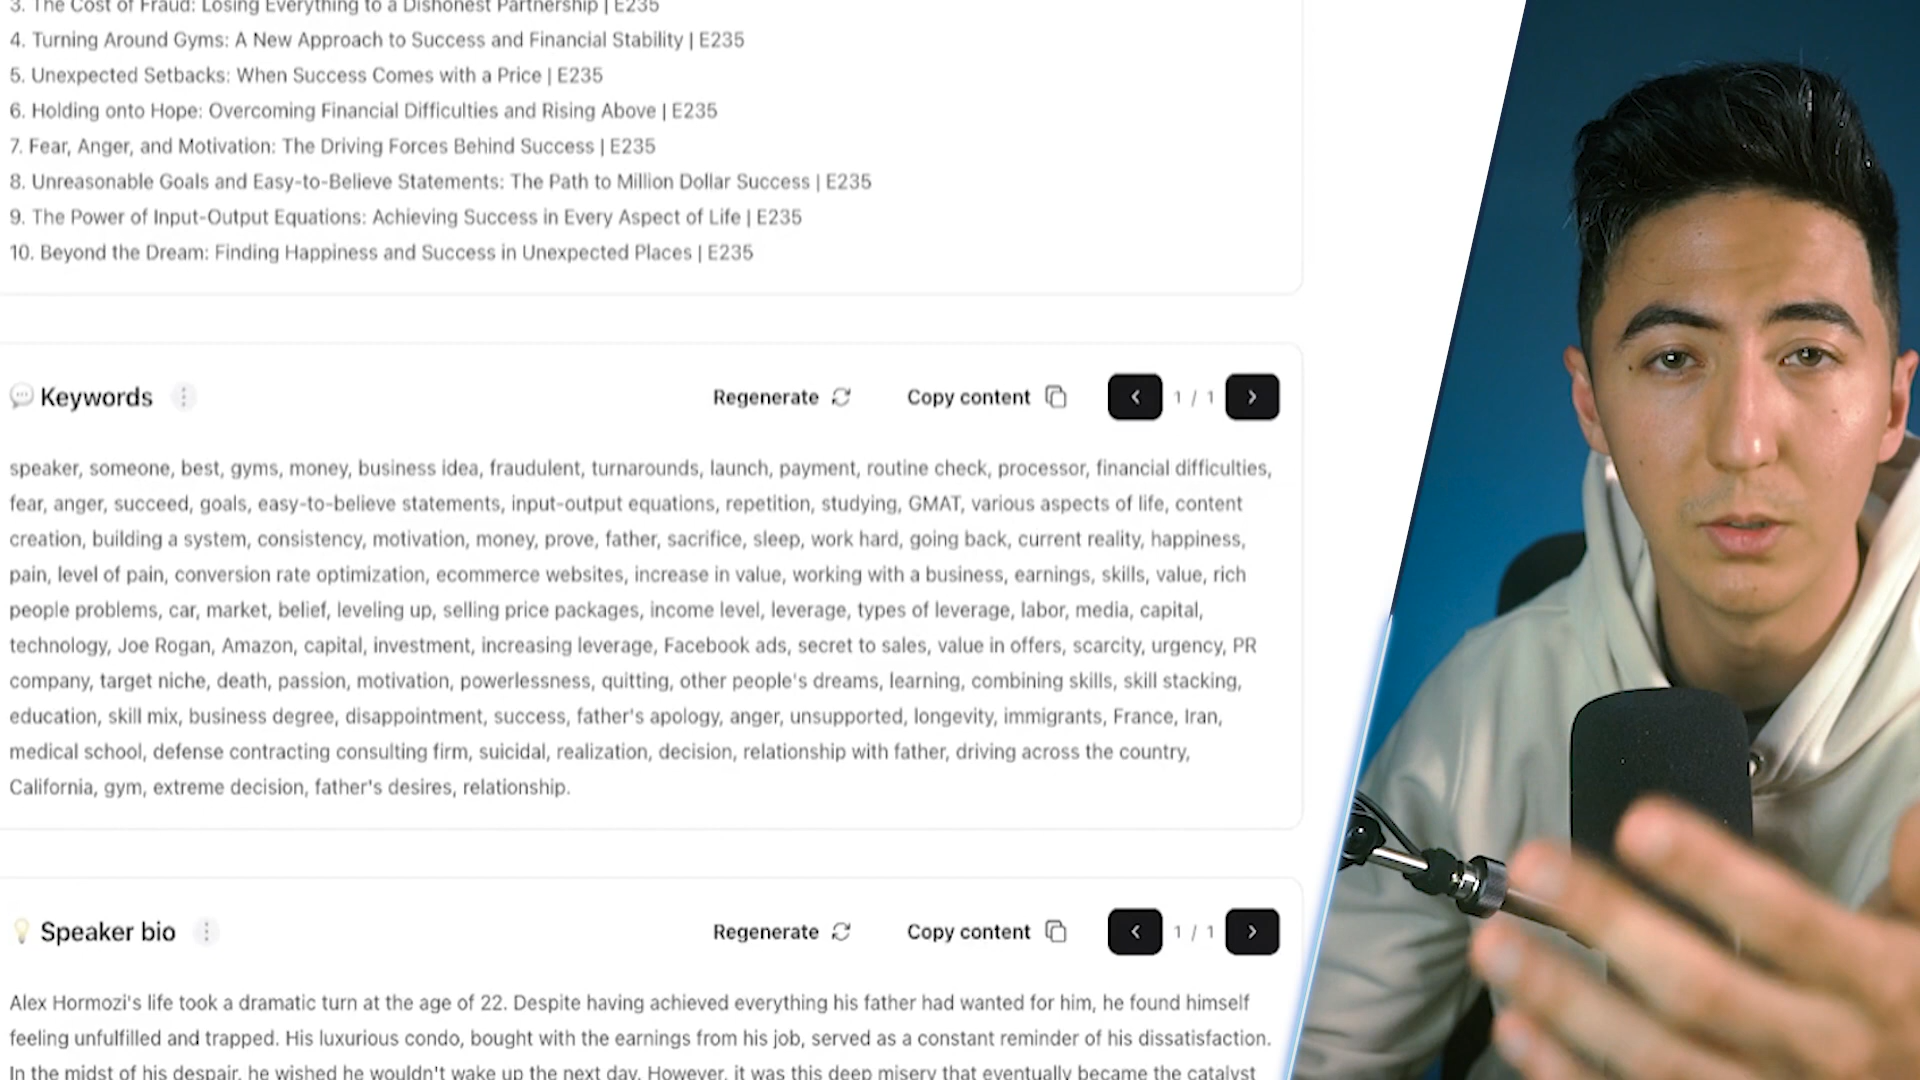 3. The Cost of Fraud: Losing Everything to a Dishonest Partnership | E235
4. Turning Around Gyms: A New Approach to Success and Financial Stability | E235
5. Unexpected Setbacks: When Success Comes with a Price | E235
6. Holding onto Hope: Overcoming Financial Difficulties and Rising Above | E235
7. Fear, Anger, and Motivation: The Driving Forces Behind Success | E235
8. Unreasonable Goals and Easy-to-Believe Statements: The Path to Million Dollar Success | E235
9. The Power of Input-Output Equations: Achieving Success in Every Aspect of Life | E235
10. Beyond the Dream: Finding Happiness and Success in Unexpected Places | E235
Keywords Regenerate Copy content 1 / 1
speaker, someone, best, gyms, money, business idea, fraudulent, turnarounds, launch, payment, routine check, processor, financial difficulties,
fear, anger, succeed, goals, easy-to-believe statements, input-output equations, repetition, studying, GMAT, various aspects of life, content
creation, building a system, consistency, motivation, money, prove, father, sacrifice, sleep, work hard, going back, current reality, happiness,
pain, level of pain, conversion rate optimization, ecommerce websites, increase in value, working with a business, earnings, skills, value, rich
people problems, car, market, belief, leveling up, selling price packages, income level, leverage, types of leverage, labor, media, capital,
technology, Joe Rogan, Amazon, capital, investment, increasing leverage, Facebook ads, secret to sales, value in offers, scarcity, urgency, PR
company, target niche, death, passion, motivation, powerlessness, quitting, other people's dreams, learning, combining skills, skill stacking,
education, skill mix, business degree, disappointment, success, father's apology, anger, unsupported, longevity, immigrants, France, Iran,
medical school, defense contracting consulting firm, suicidal, realization, decision, relationship with father, driving across the country,
California, gym, extreme decision, father's desires, relationship.
Speaker bio Regenerate Copy content 1 / 1
Alex Hormozi's life took a dramatic turn at the age of 22. Despite having achieved everything his father had wanted for him, he found himself
feeling unfulfilled and trapped. His luxurious condo, bought with the earnings from his job, served as a constant reminder of his dissatisfaction.
In the midst of his despair, he wished he wouldn't wake up the next day. However, it was this deep misery that eventually became the catalyst